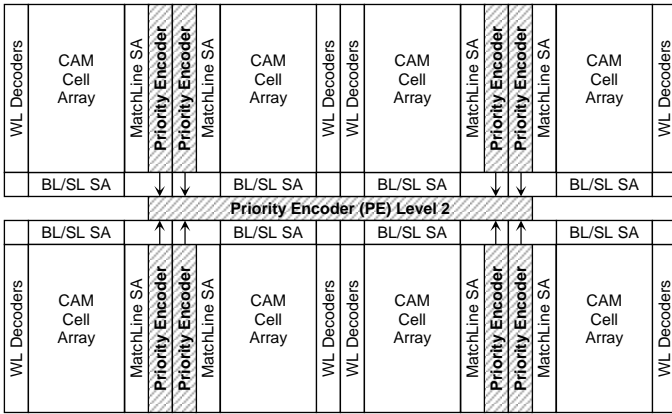 WL Decoders
CAM
Cell
Array
MatchLine SA
Priority Encoder
Priority Encoder
MatchLine SA
CAM
Cell
Array
WL Decoders
WL Decoders
CAM
Cell
Array
MatchLine SA
Priority Encoder
Priority Encoder
MatchLine SA
CAM
Cell
Array
WL Decoders
BL/SL SA
BL/SL SA
BL/SL SA
BL/SL SA
Priority Encoder (PE) Level 2
BL/SL SA
BL/SL SA
BL/SL SA
BL/SL SA
WL Decoders
CAM
Cell
Array
MatchLine SA
Priority Encoder
Priority Encoder
MatchLine SA
CAM
Cell
Array
WL Decoders
WL Decoders
CAM
Cell
Array
MatchLine SA
Priority Encoder
Priority Encoder
MatchLine SA
CAM
Cell
Array
WL Decoders